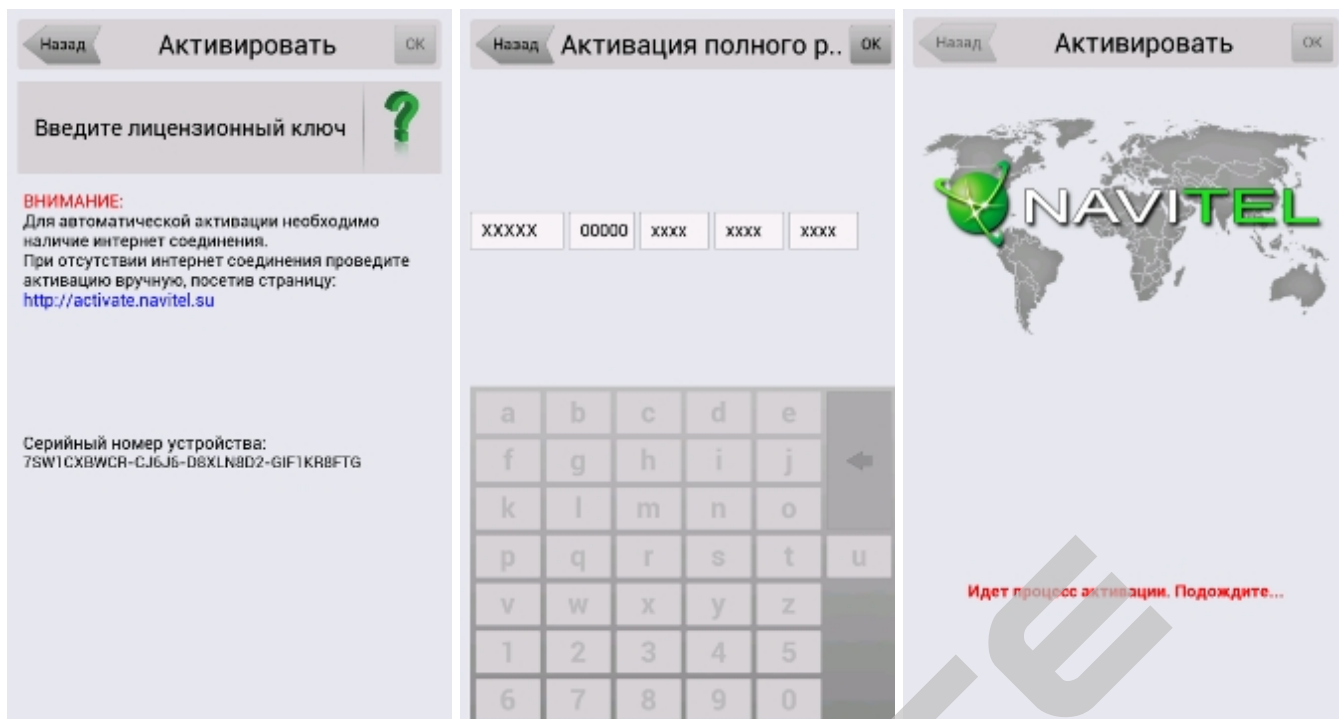 Назад Активировать OK
Введите лицензионный ключ
ВНИМАНИЕ:
Для автоматической активации необходимо
наличие интернет соединения.
При отсутствии интернет соединения проведите
активацию вручную, посетив страницу:
http://activate.navitel.su
Серийный номер устройства:
7SW1CXBWCR-CJ6J6-D8XLN8D2-GIF1KR8FTG
Назад Активация полного р.. OK
XXXXX 00000 XXXX XXXX XXXX
a b c d e
f g h i j
k l m n o
p q r s t u
v w x y z
1 2 3 4 5
6 7 8 9 0
Назад Активировать OK
NAVITEL
Идет процесс активации. Подождите...